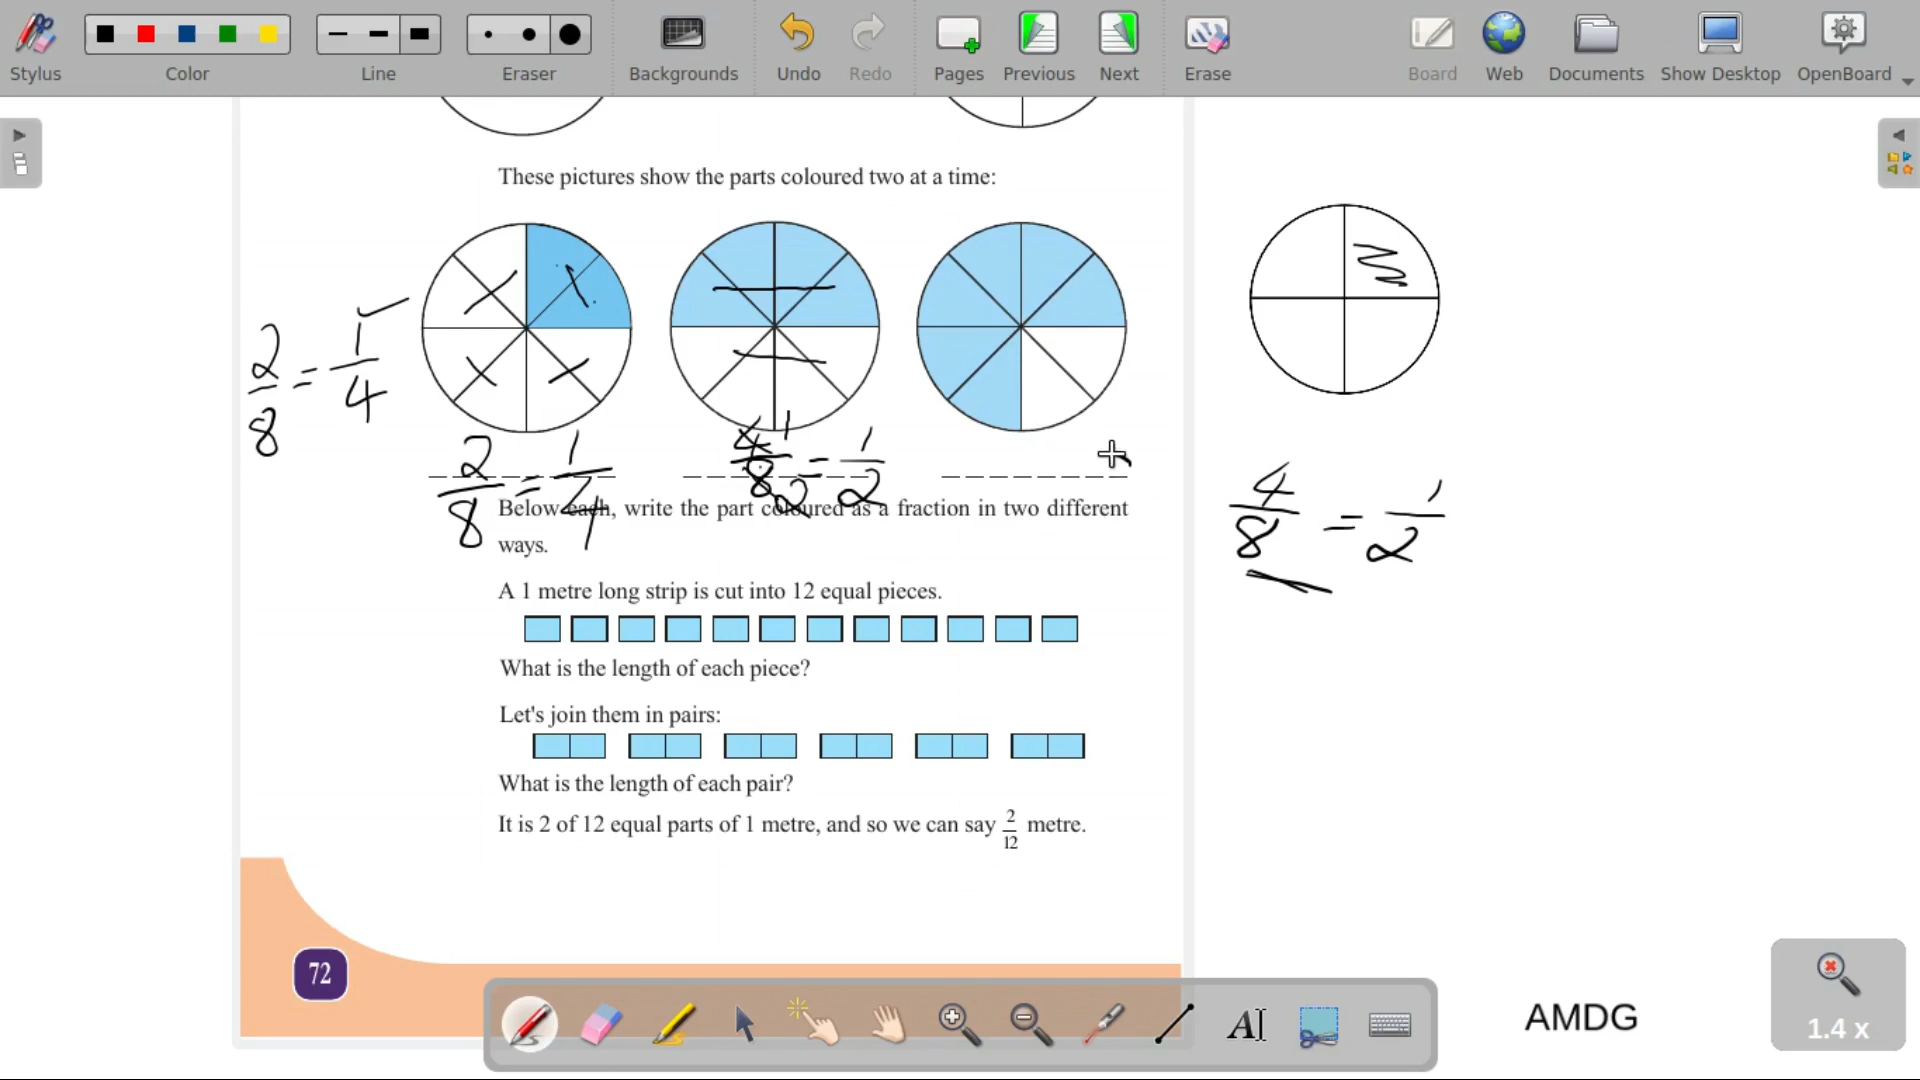 Stylus Color Line Eraser Backgrounds Undo Redo Pages Previous Next Erase Board Web Documents Show Desktop OpenBoard
These pictures show the parts coloured two at a time:
2/8 = 1/4
2/8 = 1/4
4/8 1 2 = 1/2
4/8 = 1/2
Below each, write the part coloured as a fraction in two different
ways.
A 1 metre long strip is cut into 12 equal pieces.
What is the length of each piece?
Let's join them in pairs:
What is the length of each pair?
It is 2 of 12 equal parts of 1 metre, and so we can say 2/12 metre.
72
AMDG
1.4 x